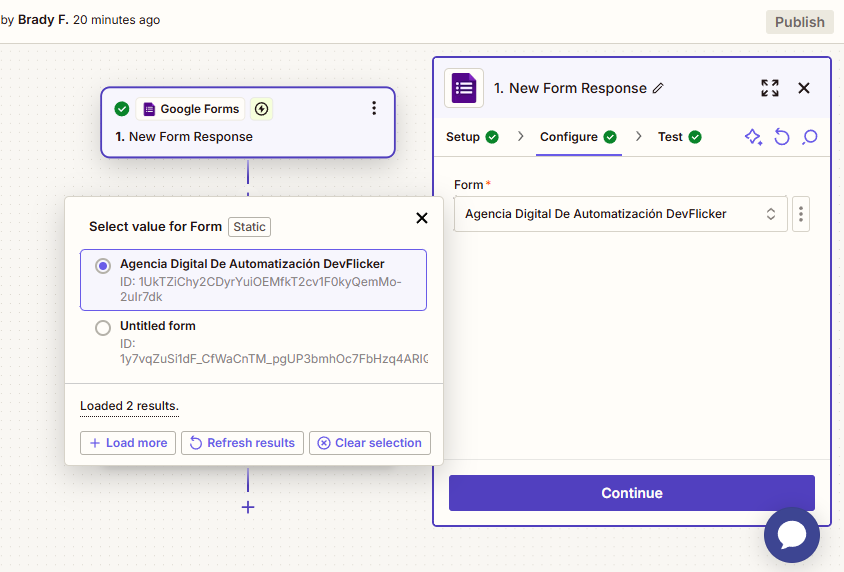 by Brady F. 20 minutes ago
Publish
Google Forms
1. New Form Response
1. New Form Response
Setup
Configure
Test
Form *
Agencia Digital De Automatización DevFlicker
Select value for Form Static
Agencia Digital De Automatización DevFlicker
ID: 1UkTZiChy2CDyrYuiOEMfkT2cv1F0kyQemMo-
2uIr7dk
Untitled form
ID:
1y7vqZuSi1dF_CfWaCnTM_pgUP3bmhOc7FbHzq4ARIC
Loaded 2 results.
Load more
Refresh results
Clear selection
Continue